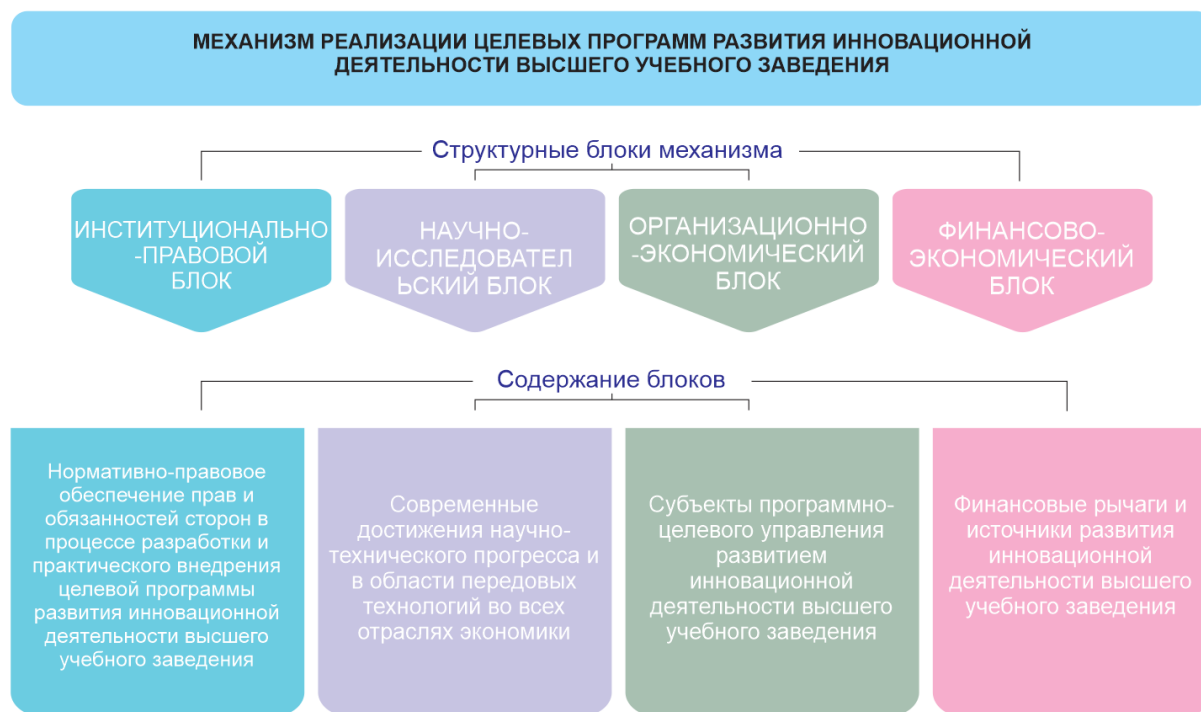 МЕХАНИЗМ РЕАЛИЗАЦИИ ЦЕЛЕВЫХ ПРОГРАММ РАЗВИТИЯ ИННОВАЦИОННОЙ
ДЕЯТЕЛЬНОСТИ ВЫСШЕГО УЧЕБНОГО ЗАВЕДЕНИЯ
Структурные блоки механизма
ИНСТИТУЦИОНАЛЬНО
-ПРАВОВОЙ
БЛОК
НАУЧНО-
ИССЛЕДОВАТЕЛ
ЬСКИЙ БЛОК
ОРГАНИЗАЦИОННО
-ЭКОНОМИЧЕСКИЙ
БЛОК
ФИНАНСОВО-
ЭКОНОМИЧЕСКИЙ
БЛОК
Содержание блоков
Нормативно-правовое
обеспечение прав и
обязанностей сторон в
процессе разработки и
практического внедрения
целевой программы
развития инновационной
деятельности высшего
учебного заведения
Современные
достижения научно-
технического прогресса и
в области передовых
технологий во всех
отраслях экономики
Субъекты программно-
целевого управления
развитием
инновационной
деятельности высшего
учебного заведения
Финансовые рычаги и
источники развития
инновационной
деятельности высшего
учебного заведения